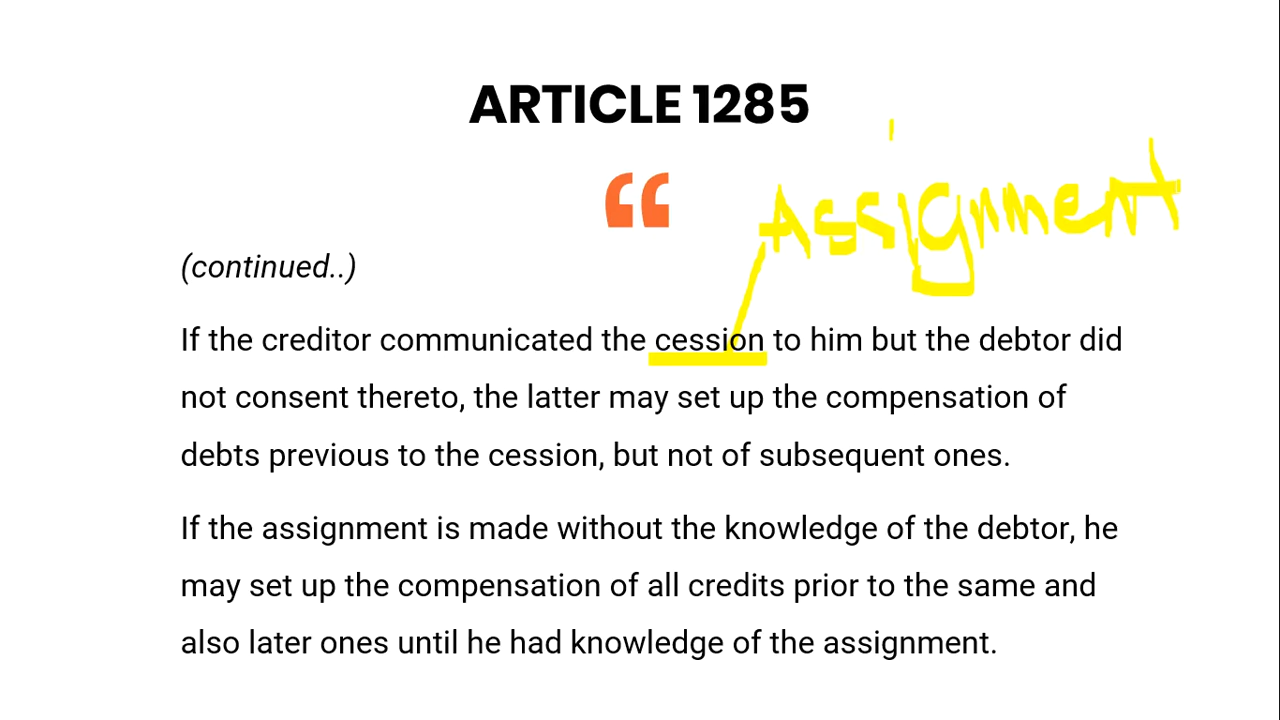 ARTICLE 1285
“
Assignment
(continued..)
If the creditor communicated the cession to him but the debtor did
not consent thereto, the latter may set up the compensation of
debts previous to the cession, but not of subsequent ones.
If the assignment is made without the knowledge of the debtor, he
may set up the compensation of all credits prior to the same and
also later ones until he had knowledge of the assignment.